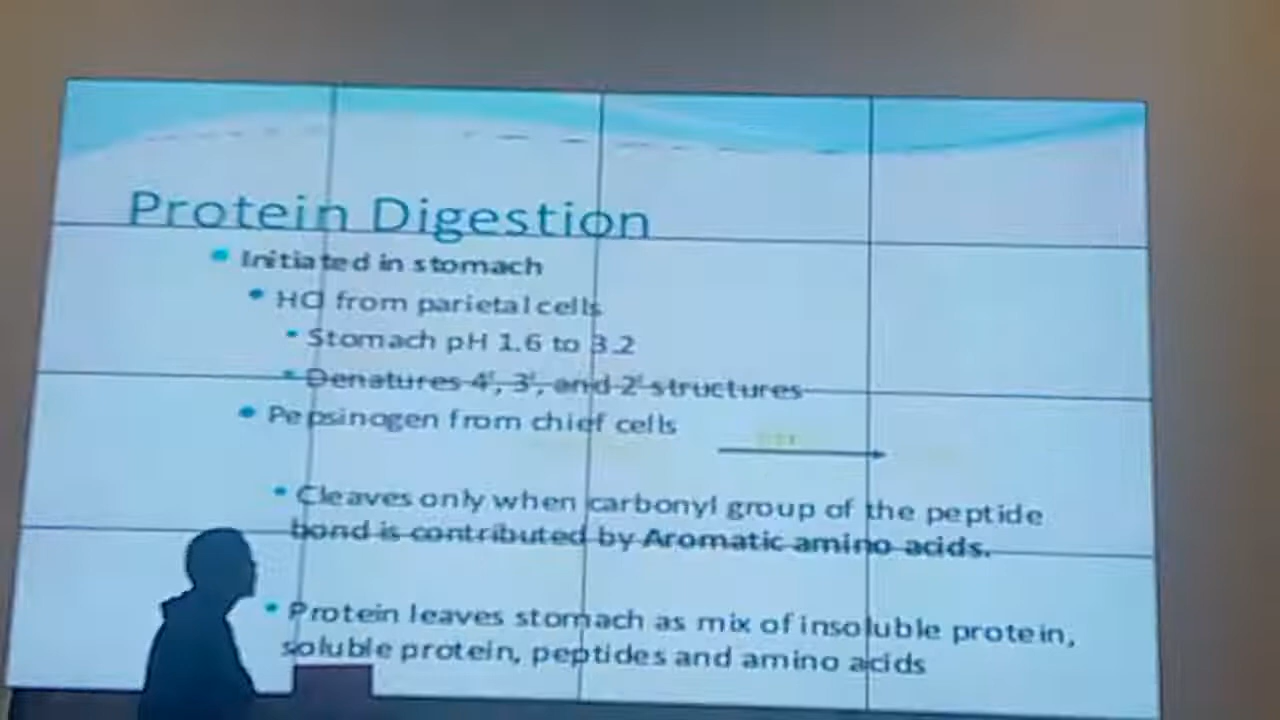 Protein Digestion
Initiated in stomach
HCl from parietal cells
Stomach pH 1.6 to 3.2
Denatures 4', 3', and 2' structures
Pepsinogen from chief cells
Cleaves only when carbonyl group of the peptide
bond is contributed by Aromatic amino acids.
Protein leaves stomach as mix of insoluble protein,
soluble protein, peptides and amino acids